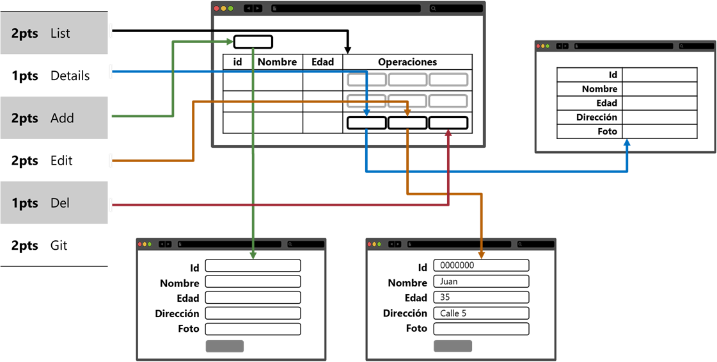 2pts List
1pts Details
2pts Add
2pts Edit
1pts Del
2pts Git
id Nombre Edad Operaciones
Id
Nombre
Edad
Dirección
Foto
Id
Nombre
Edad
Dirección
Foto
Id 0000000
Nombre Juan
Edad 35
Dirección Calle 5
Foto